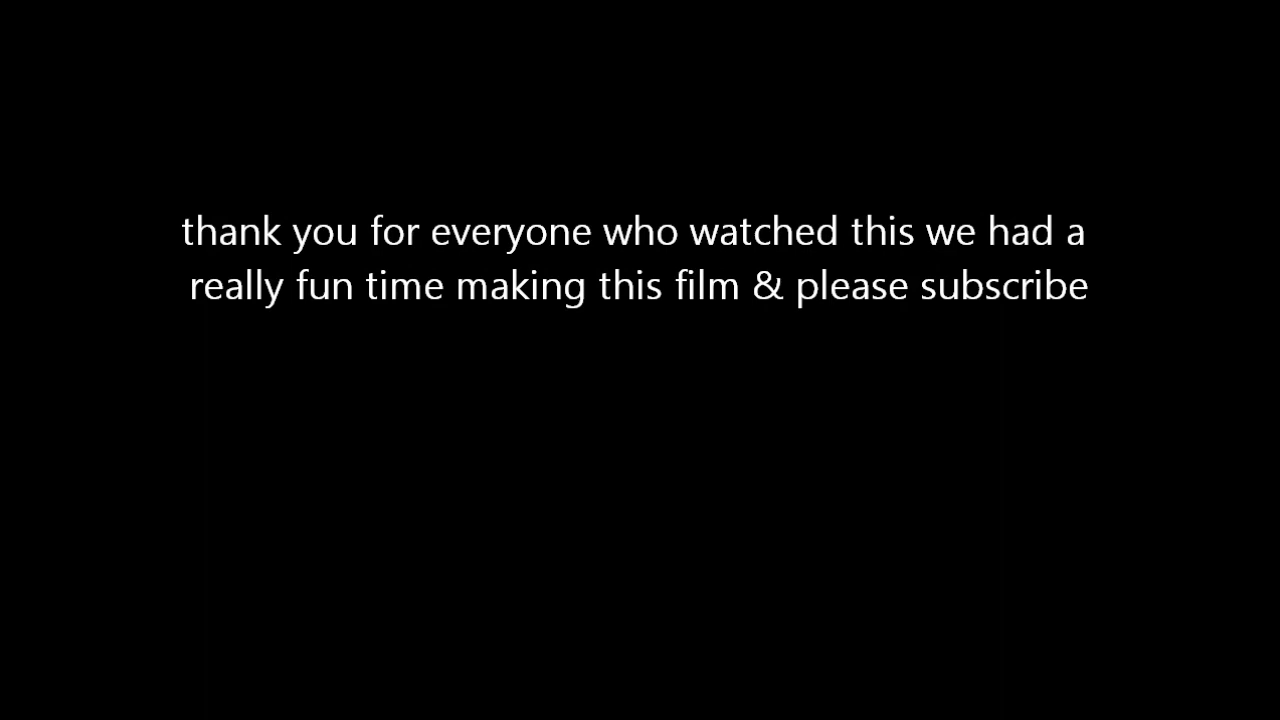 thank you for everyone who watched this we had a
really fun time making this film & please subscribe